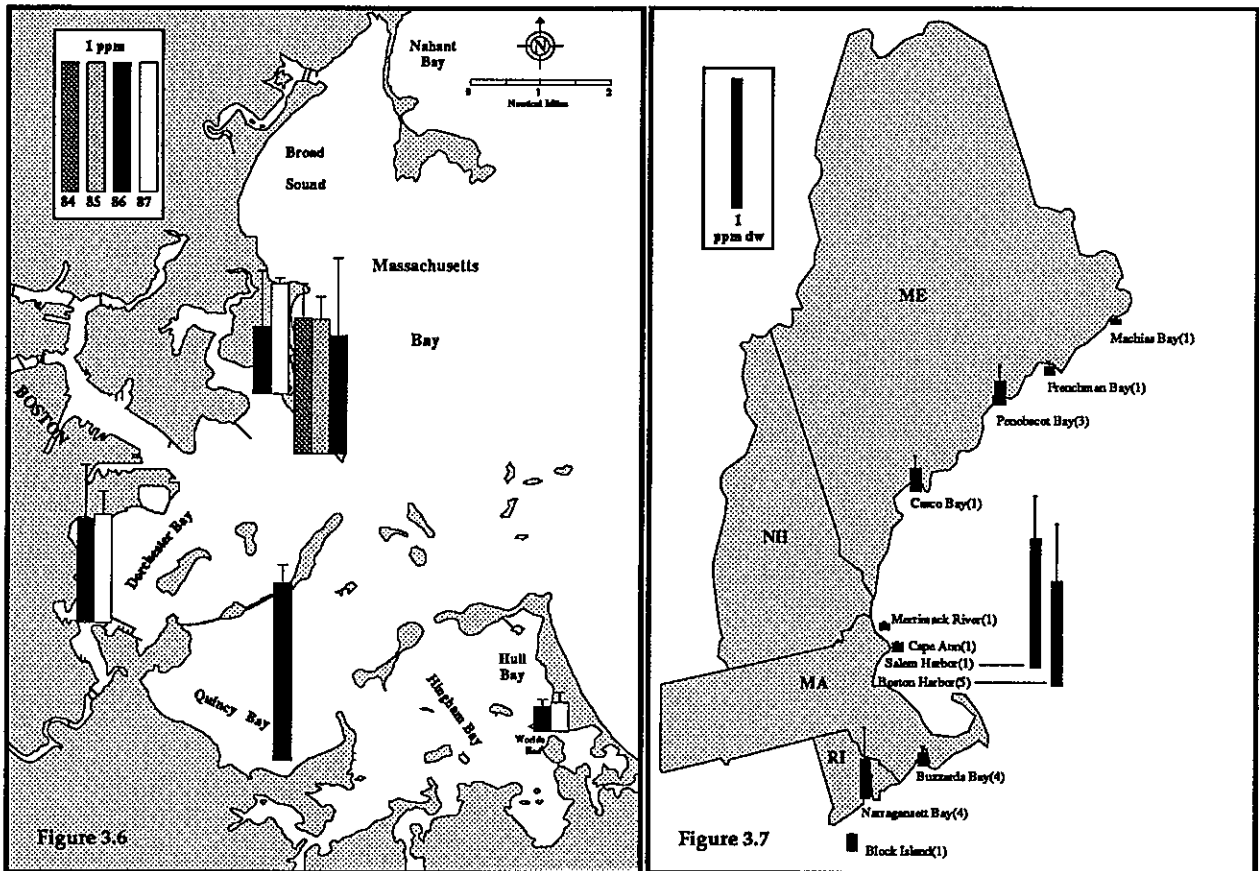 1 ppm
84 85 86 87
Nahant
Bay
N
0 1 2
Nautical Miles
Broad
Sound
Massachusetts
Bay
BOSTON
Dorchester Bay
Quincy Bay
Hingham Bay
Hull
Bay
Worlds
End
Figure 3.6
1
ppm dw
ME
Machias Bay(1)
Frenchman Bay(1)
Penobscot Bay(3)
Casco Bay(1)
NH
Merrimack River(1)
Cape Ann(1)
Salem Harbor(1)
Boston Harbor(5)
MA
RI
Buzzards Bay(4)
Narragansett Bay(4)
Block Island(1)
Figure 3.7